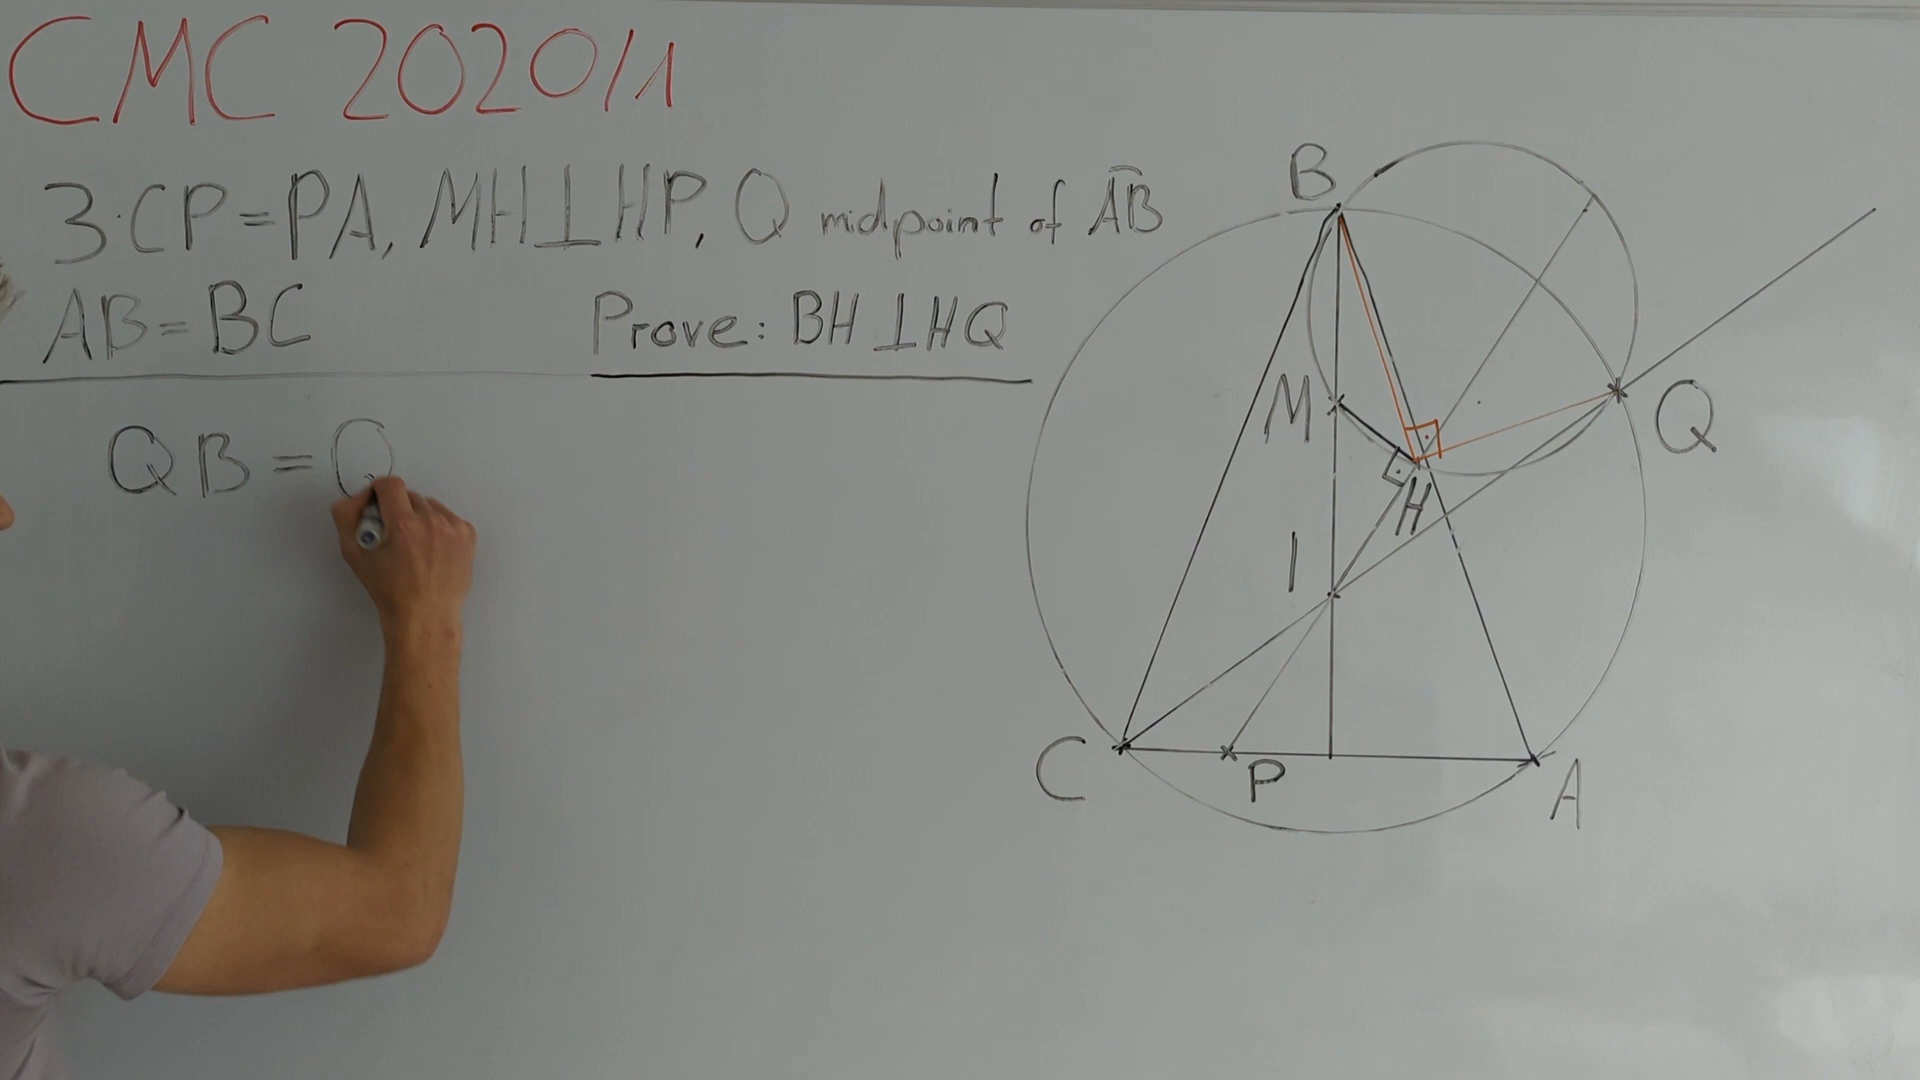 CMC 2020/1
3·CP=PA, MH⊥HP, Q midpoint of AB
AB=BC
Prove: BH⊥HQ
QB=Q
B
M
Q
H
I
C
P
A